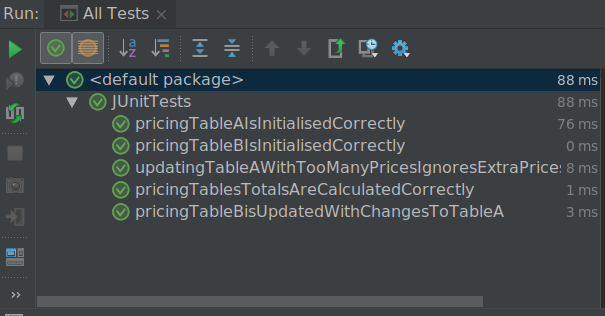 Run: All Tests ×
a z
<default package> 88 ms
JUnitTests 88 ms
pricingTableAIsInitialisedCorrectly 76 ms
pricingTableBIsInitialisedCorrectly 0 ms
updatingTableAWithTooManyPricesIgnoresExtraPrices 8 ms
pricingTablesTotalsAreCalculatedCorrectly 1 ms
pricingTableBisUpdatedWithChangesToTableA 3 ms
»